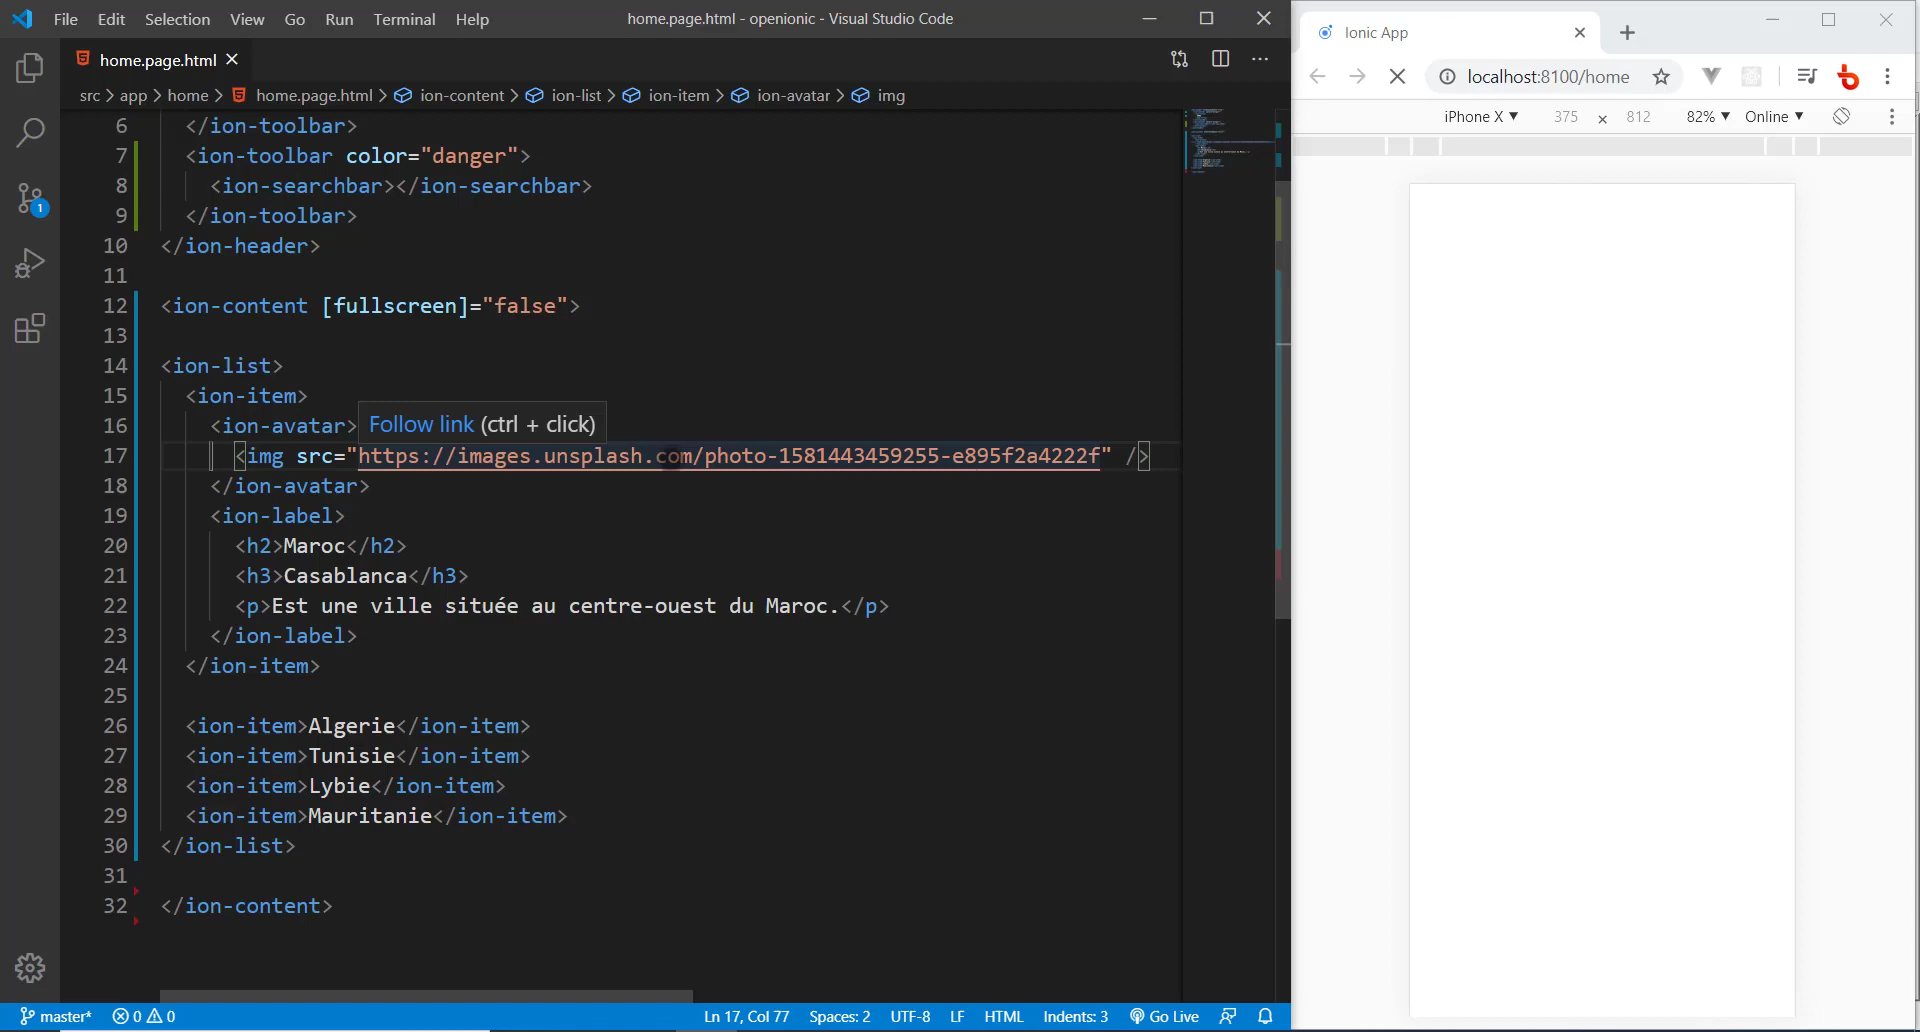 File Edit Selection View Go Run Terminal Help
home.page.html - openionic - Visual Studio Code
home.page.html
src > app > home > home.page.html > ion-content > ion-list > ion-item > ion-avatar > img
6 </ion-toolbar>
7 <ion-toolbar color="danger">
8 <ion-searchbar></ion-searchbar>
9 </ion-toolbar>
10 </ion-header>
11
12 <ion-content [fullscreen]="false">
13
14 <ion-list>
15 <ion-item>
16 <ion-avatar>
Follow link (ctrl + click)
17 <img src="https://images.unsplash.com/photo-1581443459255-e895f2a4222f" />
18 </ion-avatar>
19 <ion-label>
20 <h2>Maroc</h2>
21 <h3>Casablanca</h3>
22 <p>Est une ville située au centre-ouest du Maroc.</p>
23 </ion-label>
24 </ion-item>
25
26 <ion-item>Algerie</ion-item>
27 <ion-item>Tunisie</ion-item>
28 <ion-item>Lybie</ion-item>
29 <ion-item>Mauritanie</ion-item>
30 </ion-list>
31
32 </ion-content>
1
master* 0 0
Ln 17, Col 77 Spaces: 2 UTF-8 LF HTML Indents: 3 Go Live
Ionic App
localhost:8100/home
iPhone X 375 x 812 82% Online